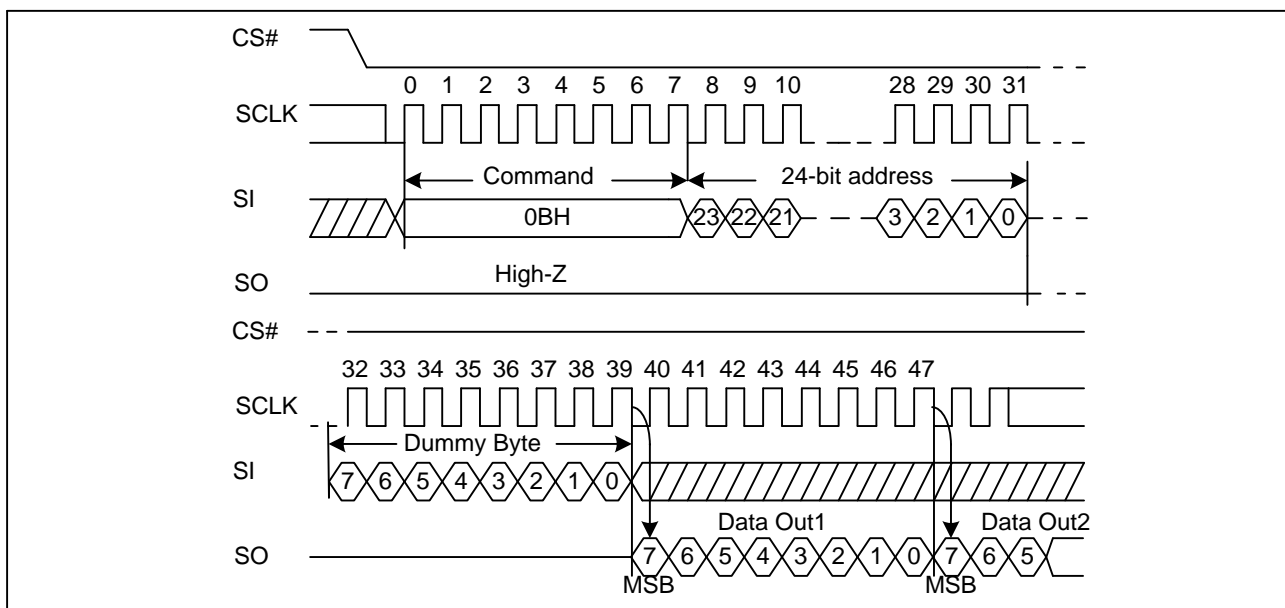 CS#
0 1 2 3 4 5 6 7 8 9 10 28 29 30 31
SCLK
Command 24-bit address
SI
0BH 23 22 21 3 2 1 0
High-Z
SO
CS#
32 33 34 35 36 37 38 39 40 41 42 43 44 45 46 47
SCLK
Dummy Byte
SI
7 6 5 4 3 2 1 0
Data Out1 Data Out2
SO
7 6 5 4 3 2 1 0 7 6 5
MSB MSB